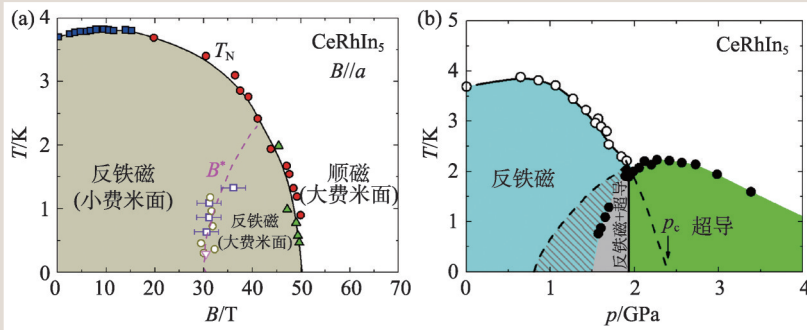 (a)
CeRhIn₅
B//a
T_N
B*
反铁磁
(小费米面)
反铁磁
(大费米面)
顺磁
(大费米面)
T/K
4
3
2
1
0
0 10 20 30 40 50 60 70
B/T
(b)
CeRhIn₅
反铁磁
反铁磁+超导
p_c
超导
T/K
5
4
3
2
1
0
0 1 2 3 4
p/GPa